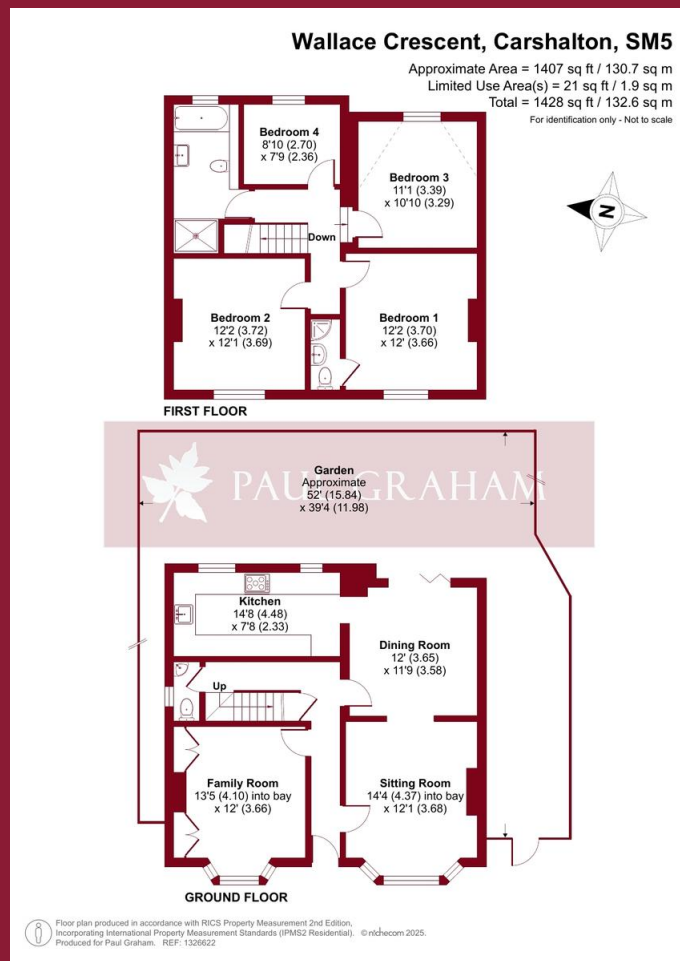 Wallace Crescent, Carshalton, SM5
Approximate Area = 1407 sq ft / 130.7 sq m
Limited Use Area(s) = 21 sq ft / 1.9 sq m
Total = 1428 sq ft / 132.6 sq m
For identification only - Not to scale
Bedroom 4
8'10 (2.70)
x 7'9 (2.36)
Bedroom 3
11'1 (3.39)
x 10'10 (3.29)
N
Down
Bedroom 2
12'2 (3.72)
x 12'1 (3.69)
Bedroom 1
12'2 (3.70)
x 12' (3.66)
FIRST FLOOR
PAUL GRAHAM
Garden
Approximate
52' (15.84)
x 39'4 (11.98)
Kitchen
14'8 (4.48)
x 7'8 (2.33)
Dining Room
12' (3.65)
x 11'9 (3.58)
Up
Family Room
13'5 (4.10) into bay
x 12' (3.66)
Sitting Room
14'4 (4.37) into bay
x 12'1 (3.68)
GROUND FLOOR
Floor plan produced in accordance with RICS Property Measurement 2nd Edition,
Incorporating International Property Measurement Standards (IPMS2 Residential). © nichecom 2025.
Produced for Paul Graham. REF: 1326622